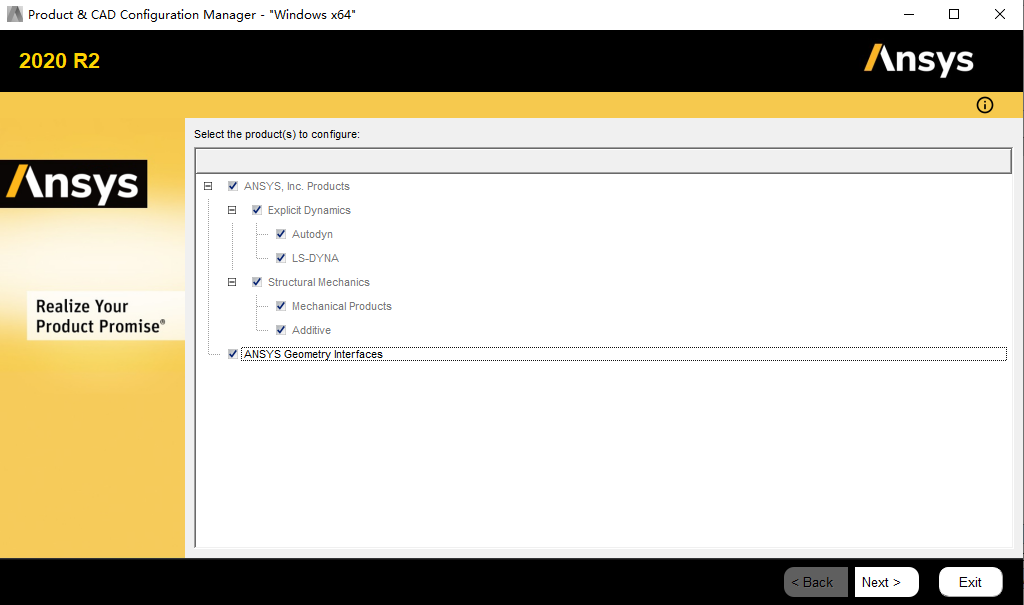 Product & CAD Configuration Manager - "Windows x64"
2020 R2
Ansys
Ansys
Realize Your
Product Promise®
Select the product(s) to configure:
ANSYS, Inc. Products
Explicit Dynamics
Autodyn
LS-DYNA
Structural Mechanics
Mechanical Products
Additive
ANSYS Geometry Interfaces
< Back
Next >
Exit